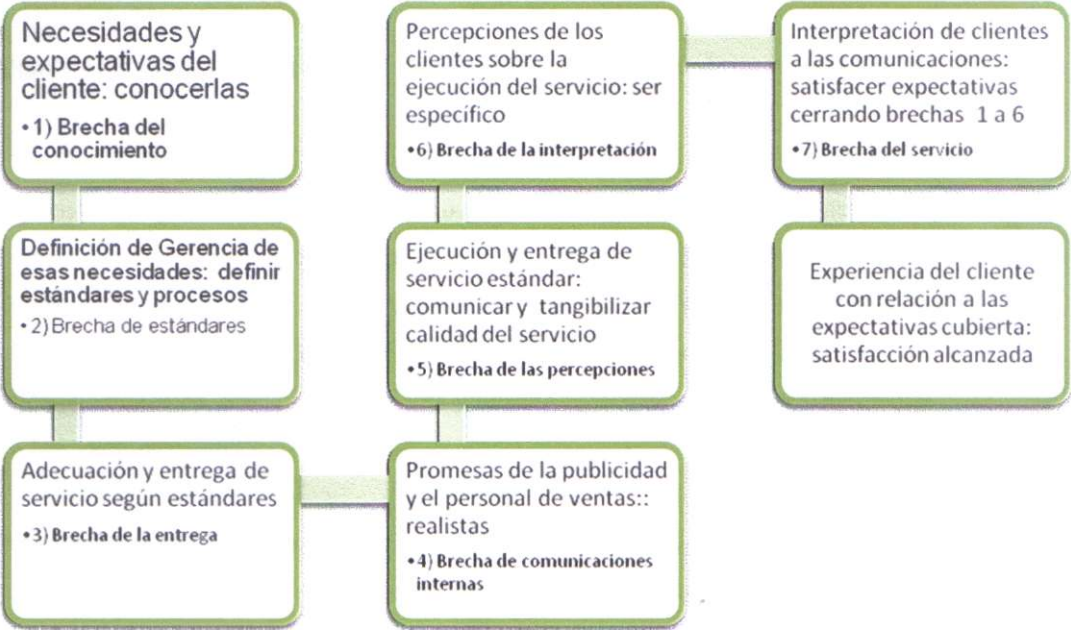 Necesidades y
expectativas del
cliente: conocerlas
• 1) Brecha del
conocimiento
Definición de Gerencia de
esas necesidades: definir
estándares y procesos
• 2) Brecha de estándares
Adecuación y entrega de
servicio según estándares
•3) Brecha de la entrega
Promesas de la publicidad
y el personal de ventas::
realistas
•4) Brecha de comunicaciones
internas
Ejecución y entrega de
servicio estándar:
comunicar y tangibilizar
calidad del servicio
•5) Brecha de las percepciones
Percepciones de los
clientes sobre la
ejecución del servicio: ser
específico
•6) Brecha de la interpretación
Interpretación de clientes
a las comunicaciones:
satisfacer expectativas
cerrando brechas 1 a 6
•7) Brecha del servicio
Experiencia del cliente
con relación a las
expectativas cubierta:
satisfacción alcanzada